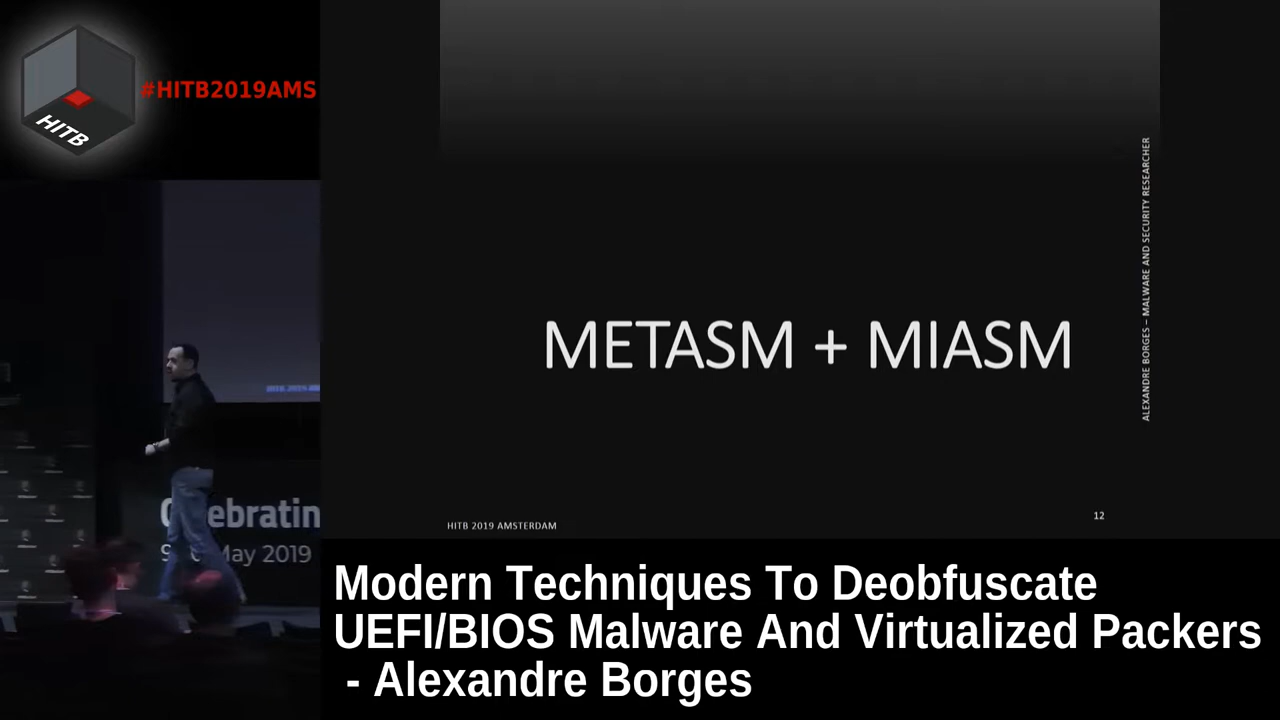 HITB
#HITB2019AMS
METASM + MIASM
ALEXANDRE BORGES – MALWARE AND SECURITY RESEARCHER
12
HITB 2019 AMSTERDAM
ebratin
May 2019
Modern Techniques To Deobfuscate
UEFI/BIOS Malware And Virtualized Packers
- Alexandre Borges